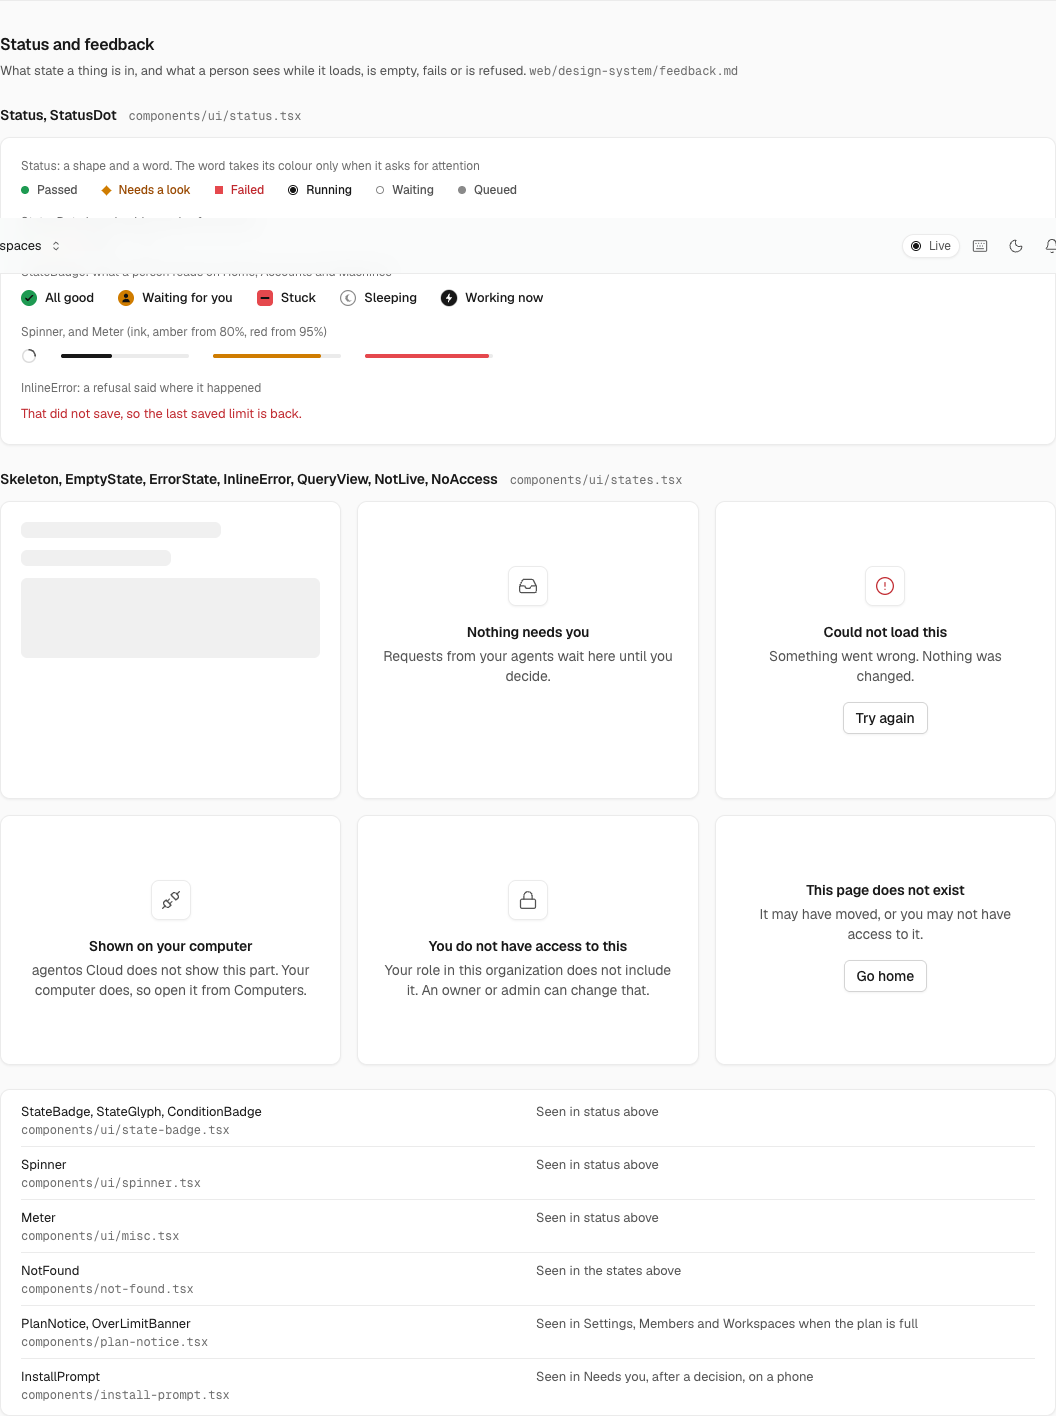 Status and feedback
What state a thing is in, and what a person sees while it loads, is empty, fails or is refused. web/design-system/feedback.md
Status, StatusDot components/ui/status.tsx
Status: a shape and a word. The word takes its colour only when it asks for attention
Passed Needs a look Failed Running Waiting Queued
spaces Live
StateBadge: what a person reads on Home, Accounts and Machines
All good Waiting for you Stuck Sleeping Working now
Spinner, and Meter (ink, amber from 80%, red from 95%)
InlineError: a refusal said where it happened
That did not save, so the last saved limit is back.
Skeleton, EmptyState, ErrorState, InlineError, QueryView, NotLive, NoAccess components/ui/states.tsx
Nothing needs you
Requests from your agents wait here until you
decide.
Could not load this
Something went wrong. Nothing was
changed.
Try again
Shown on your computer
agentos Cloud does not show this part. Your
computer does, so open it from Computers.
You do not have access to this
Your role in this organization does not include
it. An owner or admin can change that.
This page does not exist
It may have moved, or you may not have
access to it.
Go home
StateBadge, StateGlyph, ConditionBadge Seen in status above
components/ui/state-badge.tsx
Spinner Seen in status above
components/ui/spinner.tsx
Meter Seen in status above
components/ui/misc.tsx
NotFound Seen in the states above
components/not-found.tsx
PlanNotice, OverLimitBanner Seen in Settings, Members and Workspaces when the plan is full
components/plan-notice.tsx
InstallPrompt Seen in Needs you, after a decision, on a phone
components/install-prompt.tsx